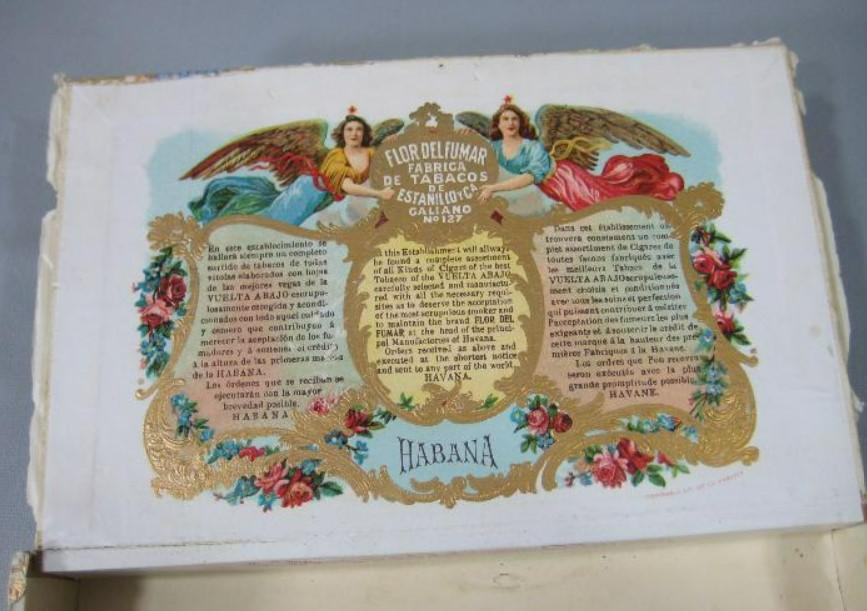 FLOR DEL FUMAR
FABRICA
DE TABACOS
DE
ESTANILLO Y Cª
GALIANO
Nº 127
En este establecimiento se
hallará siempre un completo
surtido de tabacos de todas
vitolas elaborados con hojas
de las mejores vegas de la
VUELTA ABAJO escrupu-
losamente escogida y acondi-
cionados con todo aquel cuidado
y esmero que contribuyen á
merecer la aceptación de los fu-
madores y á sostener el crédito
á la altura de las primeras marcas
de la HABANA.
Las órdenes que se reciban se
ejecutarán con la mayor
brevedad posible.
HABANA
At this Establishment will allways
be found a complete assortment
of all Kinds of Cigars of the best
Tobacco of the VUELTA ABAJO
carefully selected and manufactu-
red with all the necessary requi-
sites as to deserve the acceptation
of the most scrupulous smoker and
to maintain the brand FLOR DEL
FUMAR at the head of the princi-
pal Manufactories of Havana.
Orders received as above and
executed at the shortest notice
and sent to any part of the world.
HAVANA.
Dans cet établissement on
trouvera constamens un com-
plet assortiment de Cigares de
toutes facons fabriqués avec
les meilleurs Tabacs de la
VUELTA ABAJO scrupuleuse-
ment choisis et conditionnés
avec tous les soins et perfection
qui puissent contribuer à mériter
l'acceptation des fumeurs les plus
exigeants et à soutenir le crédit de
cette marque à la hauteur des pre-
mières Fabriques à la Havane.
Les ordres que l'on recevra
seron exécutés avec la plus
grande promptitude possible.
HAVANE.
HABANA